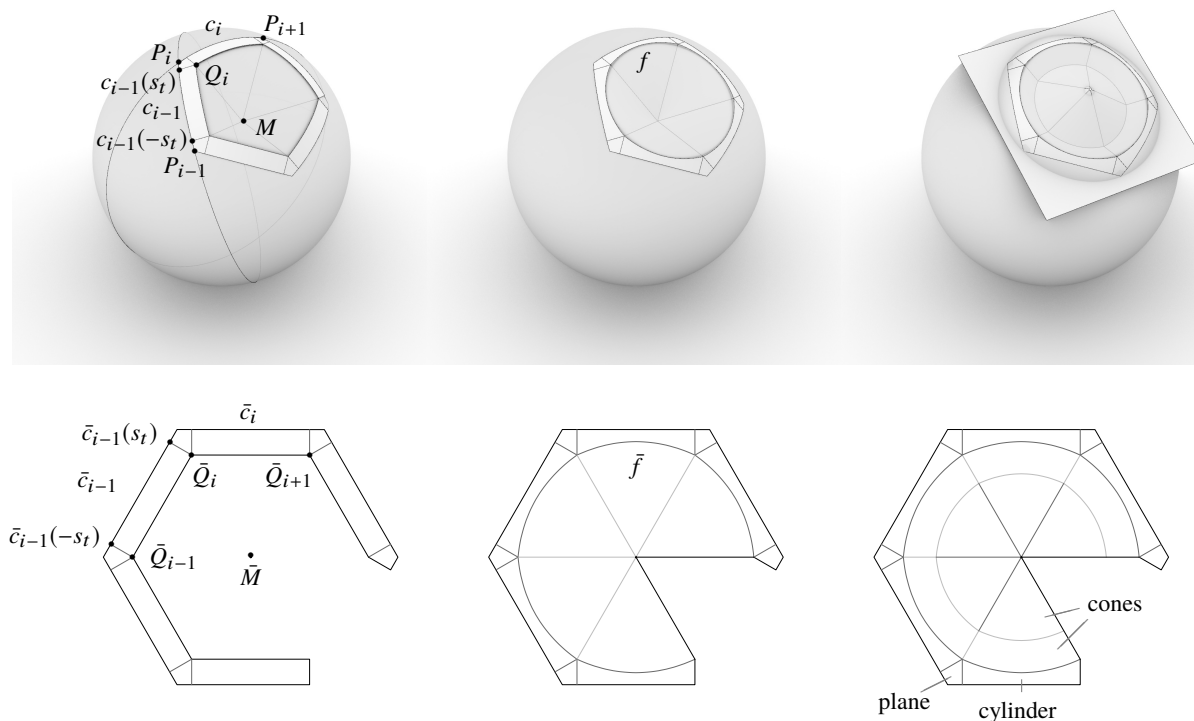 c_i
P_{i+1}
P_i
c_{i−1}(s_t)
Q_i
c_{i−1}
M
c_{i−1}(−s_t)
P_{i−1}
f
c̄_i
c̄_{i−1}(s_t)
Q̄_i
Q̄_{i+1}
c̄_{i−1}
c̄_{i−1}(−s_t)
Q̄_{i−1}
M̄
f̄
cones
plane
cylinder